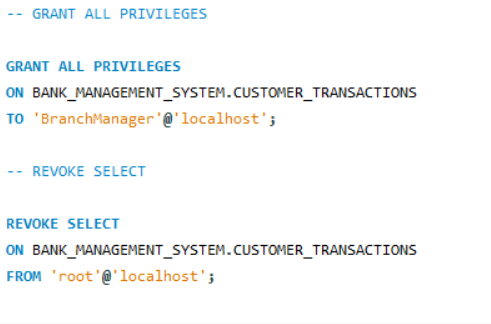 -- GRANT ALL PRIVILEGES
GRANT ALL PRIVILEGES
ON BANK_MANAGEMENT_SYSTEM.CUSTOMER_TRANSACTIONS
TO 'BranchManager'@'localhost';
-- REVOKE SELECT
REVOKE SELECT
ON BANK_MANAGEMENT_SYSTEM.CUSTOMER_TRANSACTIONS
FROM 'root'@'localhost';